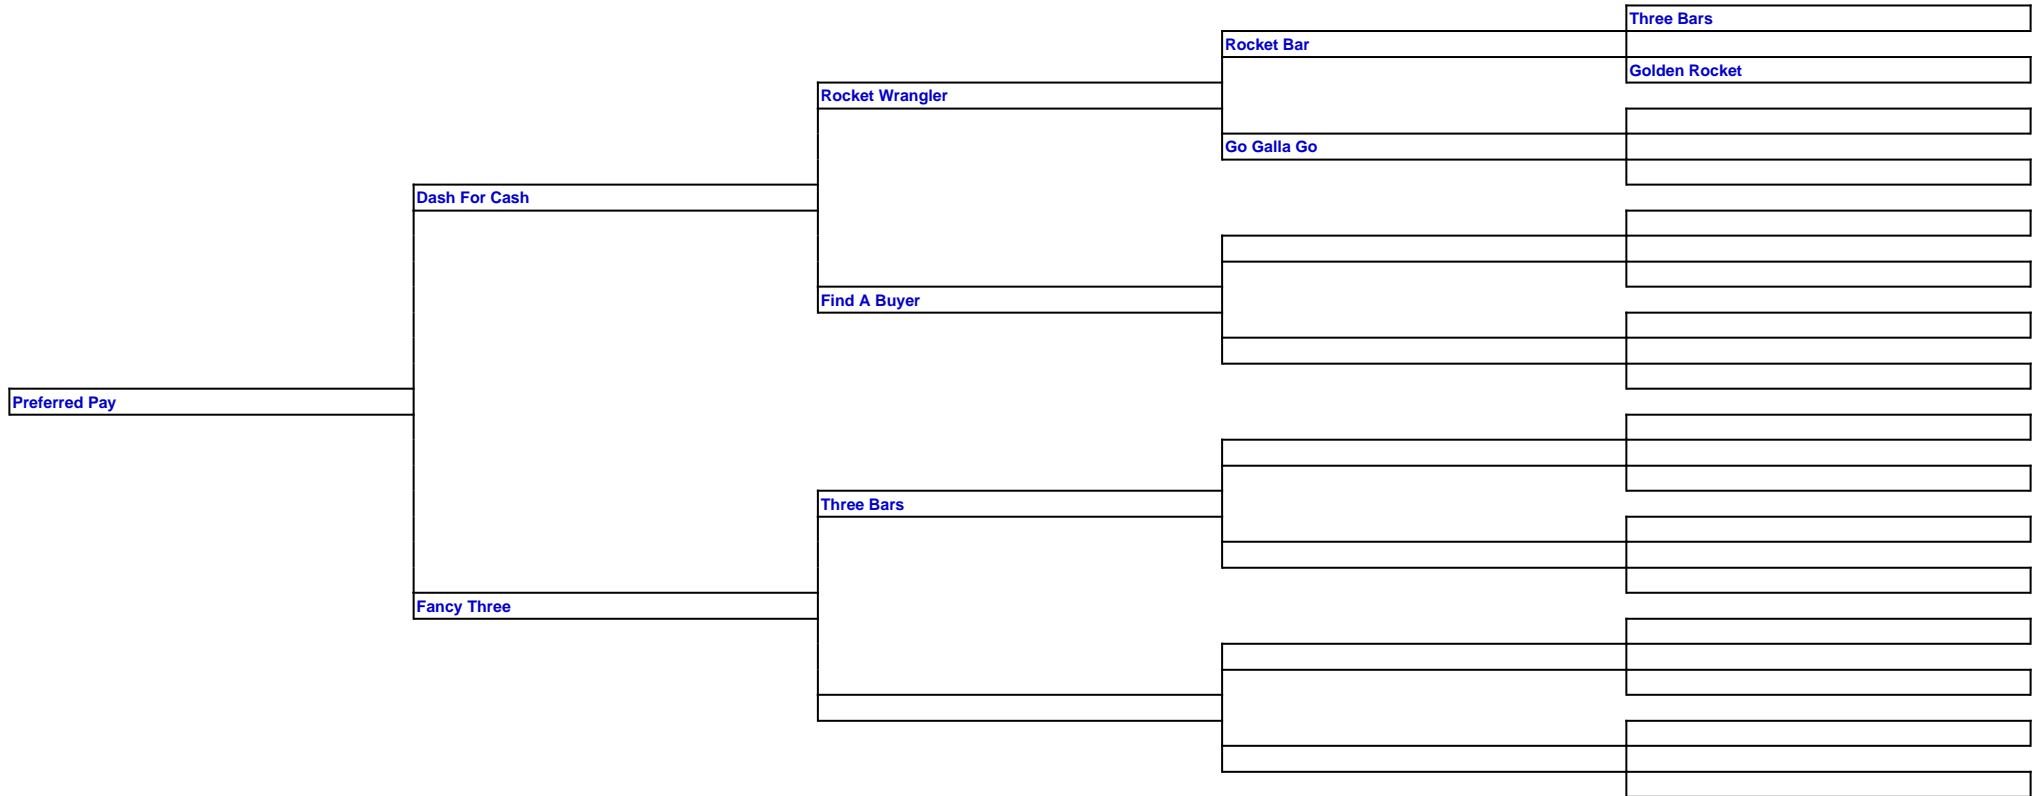 Three Bars
Rocket Bar
Golden Rocket
Rocket Wrangler
Go Galla Go
Dash For Cash
Find A Buyer
Preferred Pay
Three Bars
Fancy Three